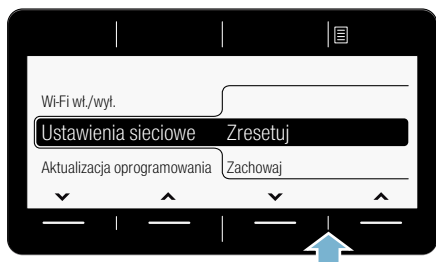 Wi-Fi wł./wył.
Ustawienia sieciowe Zresetuj
Aktualizacja oprogramowania Zachowaj